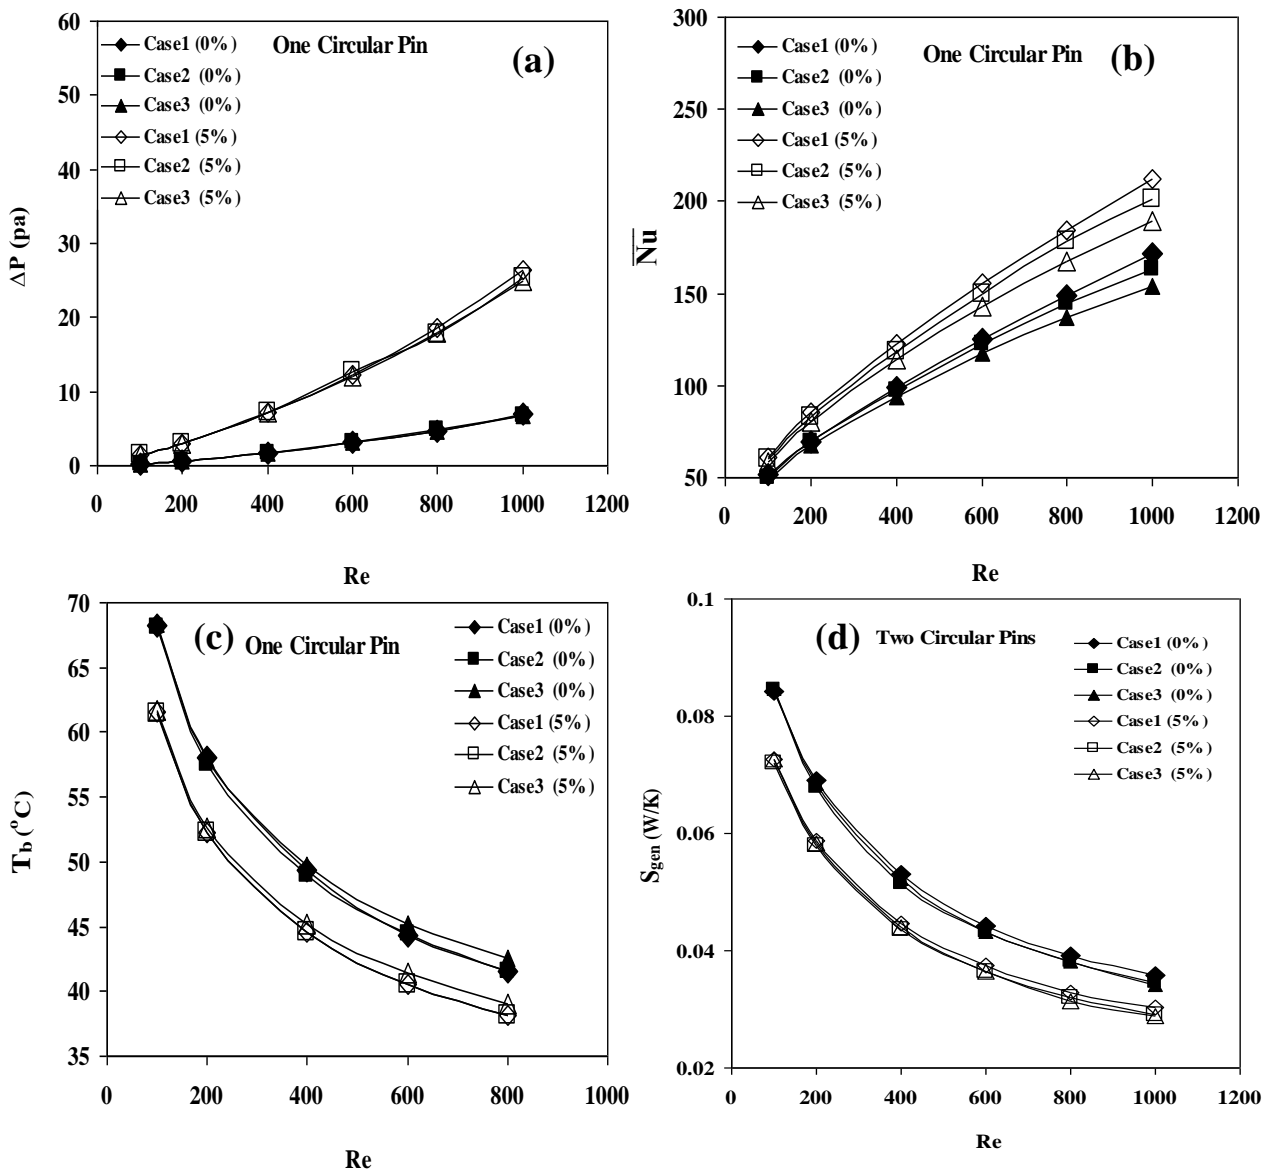 One Circular Pin
(a)
Case1 (0%)
Case2 (0%)
Case3 (0%)
Case1 (5%)
Case2 (5%)
Case3 (5%)
60
50
40
30
20
10
0
ΔP (pa)
0 200 400 600 800 1000 1200
Re
One Circular Pin
(b)
Case1 (0%)
Case2 (0%)
Case3 (0%)
Case1 (5%)
Case2 (5%)
Case3 (5%)
300
250
200
150
100
50
Nu
0 200 400 600 800 1000 1200
Re
(c) One Circular Pin
Case1 (0%)
Case2 (0%)
Case3 (0%)
Case1 (5%)
Case2 (5%)
Case3 (5%)
70
65
60
55
50
45
40
35
Tb (°C)
0 200 400 600 800 1000
Re
(d) Two Circular Pins
Case1 (0%)
Case2 (0%)
Case3 (0%)
Case1 (5%)
Case2 (5%)
Case3 (5%)
0.1
0.08
0.06
0.04
0.02
Sgen (W/K)
0 200 400 600 800 1000 1200
Re